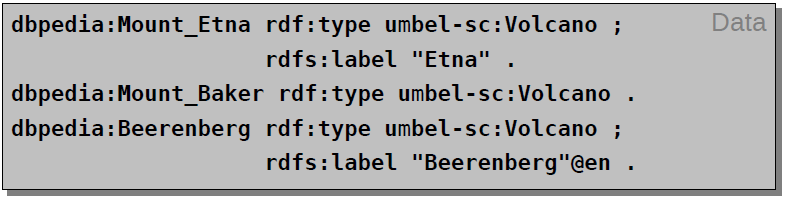 Data
dbpedia:Mount_Etna rdf:type umbel-sc:Volcano ;
rdfs:label "Etna" .
dbpedia:Mount_Baker rdf:type umbel-sc:Volcano .
dbpedia:Beerenberg rdf:type umbel-sc:Volcano ;
rdfs:label "Beerenberg"@en .